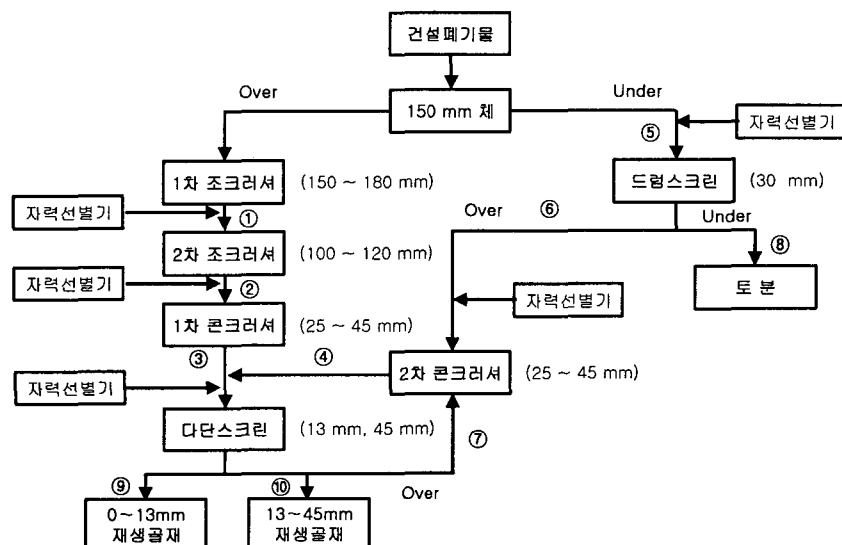 건설폐기물
Over
Under
150 mm 체
자력선별기
⑤
1차 조크러셔
(150 ~ 180 mm)
드럼스크린
(30 mm)
자력선별기
①
Over
⑥
Under
⑧
2차 조크러셔
(100 ~ 120 mm)
토 분
자력선별기
②
자력선별기
1차 콘크러셔
(25 ~ 45 mm)
③
④
2차 콘크러셔
(25 ~ 45 mm)
자력선별기
다단스크린
(13 mm, 45 mm)
⑦
⑨
⑩
Over
0~13mm
재생골재
13~45mm
재생골재